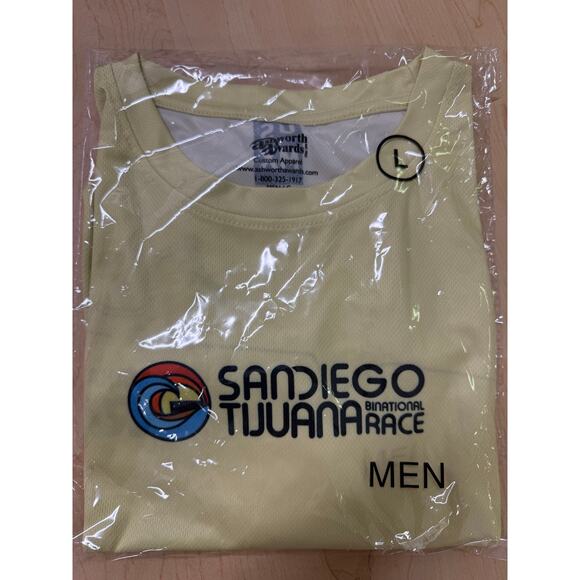 ashworth
awards
Custom Apparel
www.ashworthawards.com
1-800-325-1917
L
SANDIEGO
TIJUANA BINATIONAL RACE
MEN